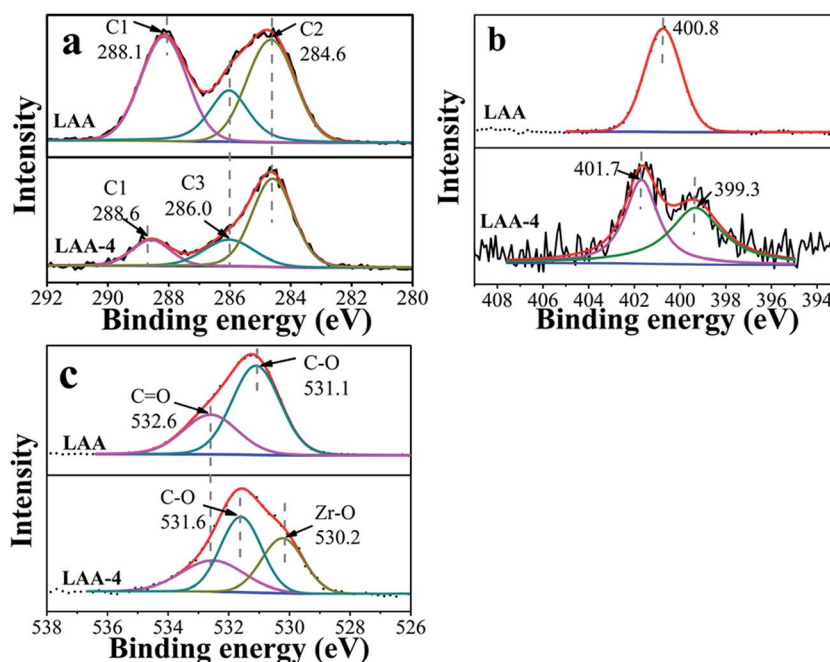 a
C1
288.1
C2
284.6
LAA
C1
288.6
C3
286.0
LAA-4
Intensity
292 290 288 286 284 282 280
Binding energy (eV)
b
400.8
LAA
401.7
399.3
LAA-4
Intensity
408 406 404 402 400 398 396 394
Binding energy (eV)
c
C-O
531.1
C=O
532.6
LAA
C-O
531.6
Zr-O
530.2
LAA-4
Intensity
538 536 534 532 530 528 526
Binding energy (eV)